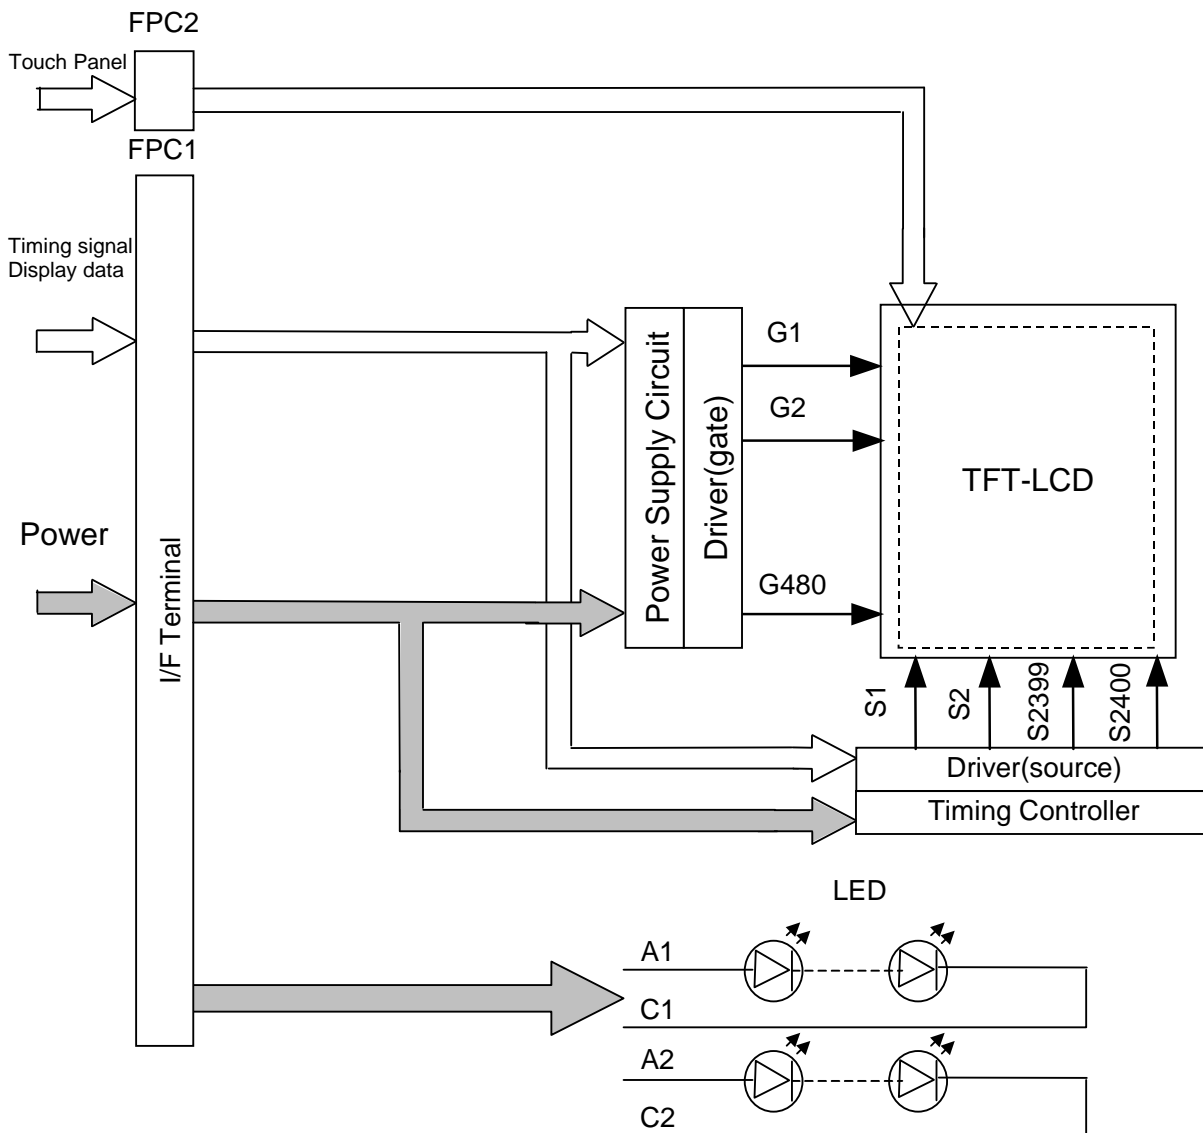 FPC2
Touch Panel
FPC1
Timing signal
Display data
Power
I/F Terminal
Power Supply Circuit
Driver(gate)
G1
G2
G480
TFT-LCD
S1
S2
S2399
S2400
Driver(source)
Timing Controller
LED
A1
C1
A2
C2